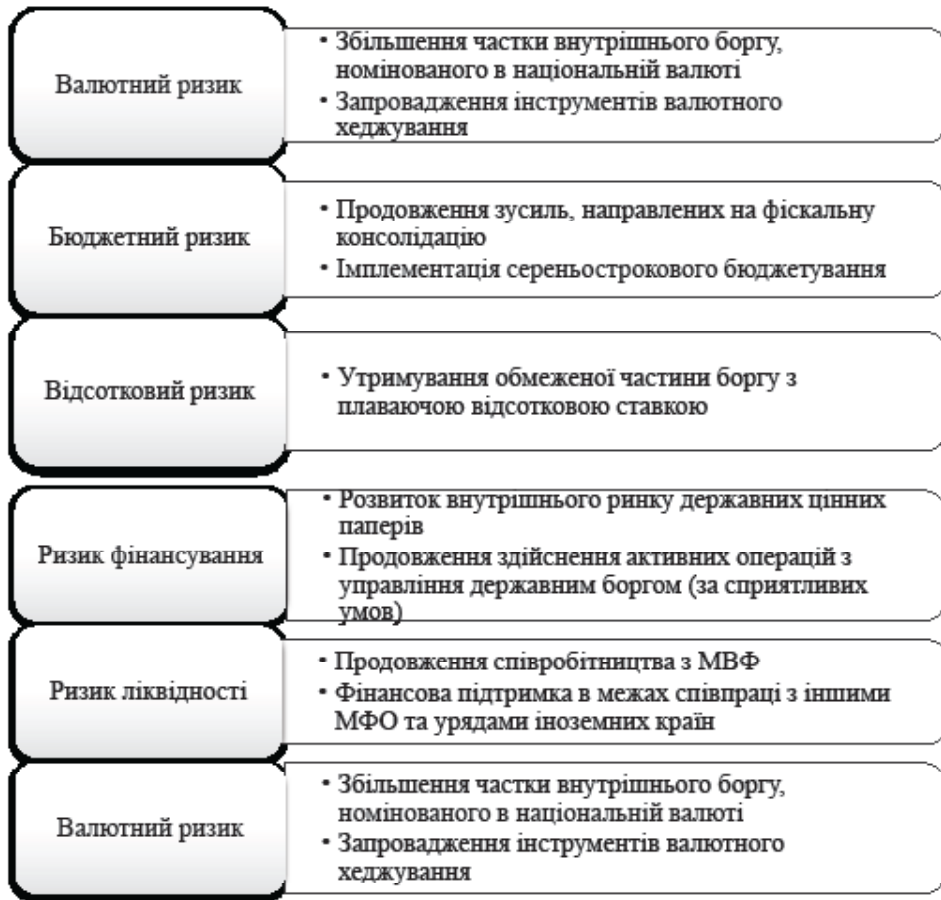 Валютний ризик
• Збільшення частки внутрішнього боргу,
номінованого в національній валюті
• Запровадження інструментів валютного
хеджування
Бюджетний ризик
• Продовження зусиль, направлених на фіскальну
консолідацію
• Імплементація сереньострокового бюджетування
Відсотковий ризик
• Утримування обмеженої частини боргу з
плаваючою відсотковою ставкою
Ризик фінансування
• Розвиток внутрішнього ринку державних цінних
паперів
• Продовження здійснення активних операцій з
управління державним боргом (за сприятливих
умов)
Ризик ліквідності
• Продовження співробітництва з МВФ
• Фінансова підтримка в межах співпраці з іншими
МФО та урядами іноземних країн
Валютний ризик
• Збільшення частки внутрішнього боргу,
номінованого в національній валюті
• Запровадження інструментів валютного
хеджування